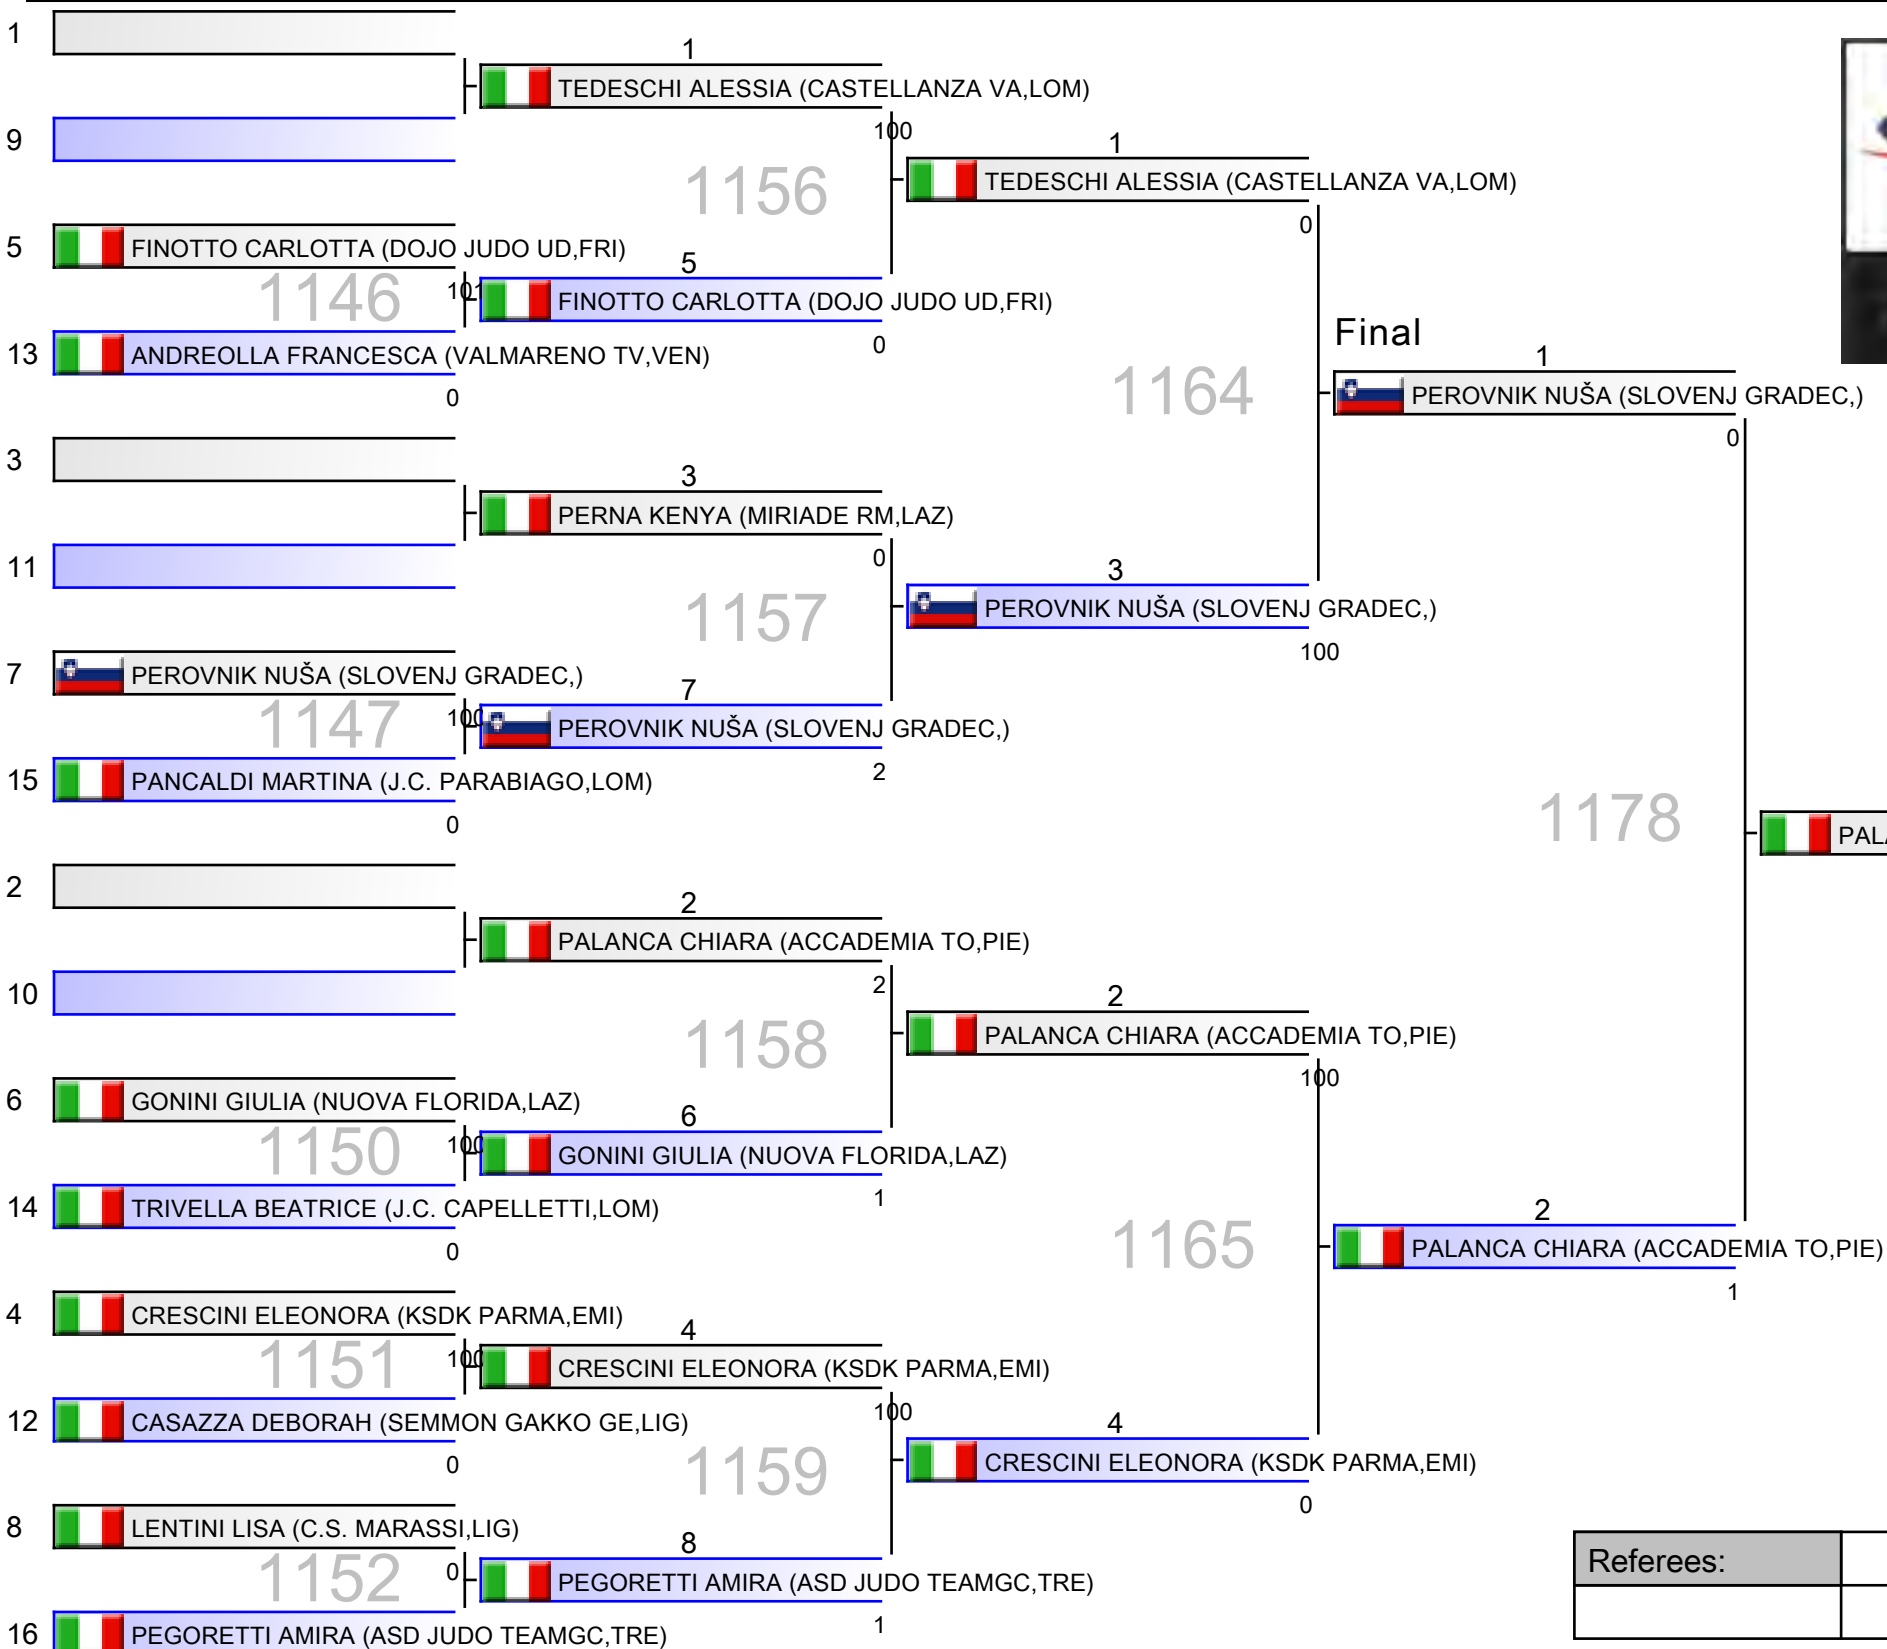 1
1
TEDESCHI ALESSIA (CASTELLANZA VA,LOM)
9
100
1
1156
TEDESCHI ALESSIA (CASTELLANZA VA,LOM)
0
5
FINOTTO CARLOTTA (DOJO JUDO UD,FRI)
5
1146
101
FINOTTO CARLOTTA (DOJO JUDO UD,FRI)
0
13
ANDREOLLA FRANCESCA (VALMARENO TV,VEN)
0
Final
1
1164
PEROVNIK NUŠA (SLOVENJ GRADEC,)
0
3
3
PERNA KENYA (MIRIADE RM,LAZ)
0
11
3
1157
PEROVNIK NUŠA (SLOVENJ GRADEC,)
100
7
PEROVNIK NUŠA (SLOVENJ GRADEC,)
7
1147
100
PEROVNIK NUŠA (SLOVENJ GRADEC,)
2
15
PANCALDI MARTINA (J.C. PARABIAGO,LOM)
0
1178
2
2
PALANCA CHIARA (ACCADEMIA TO,PIE)
2
10
2
1158
PALANCA CHIARA (ACCADEMIA TO,PIE)
100
6
GONINI GIULIA (NUOVA FLORIDA,LAZ)
6
1150
100
GONINI GIULIA (NUOVA FLORIDA,LAZ)
1
14
TRIVELLA BEATRICE (J.C. CAPELLETTI,LOM)
0
1165
2
PALANCA CHIARA (ACCADEMIA TO,PIE)
1
4
CRESCINI ELEONORA (KSDK PARMA,EMI)
4
1151
100
CRESCINI ELEONORA (KSDK PARMA,EMI)
100
12
CASAZZA DEBORAH (SEMMON GAKKO GE,LIG)
0
4
1159
CRESCINI ELEONORA (KSDK PARMA,EMI)
0
8
LENTINI LISA (C.S. MARASSI,LIG)
8
1152
0
PEGORETTI AMIRA (ASD JUDO TEAMGC,TRE)
1
16
PEGORETTI AMIRA (ASD JUDO TEAMGC,TRE)
Referees: